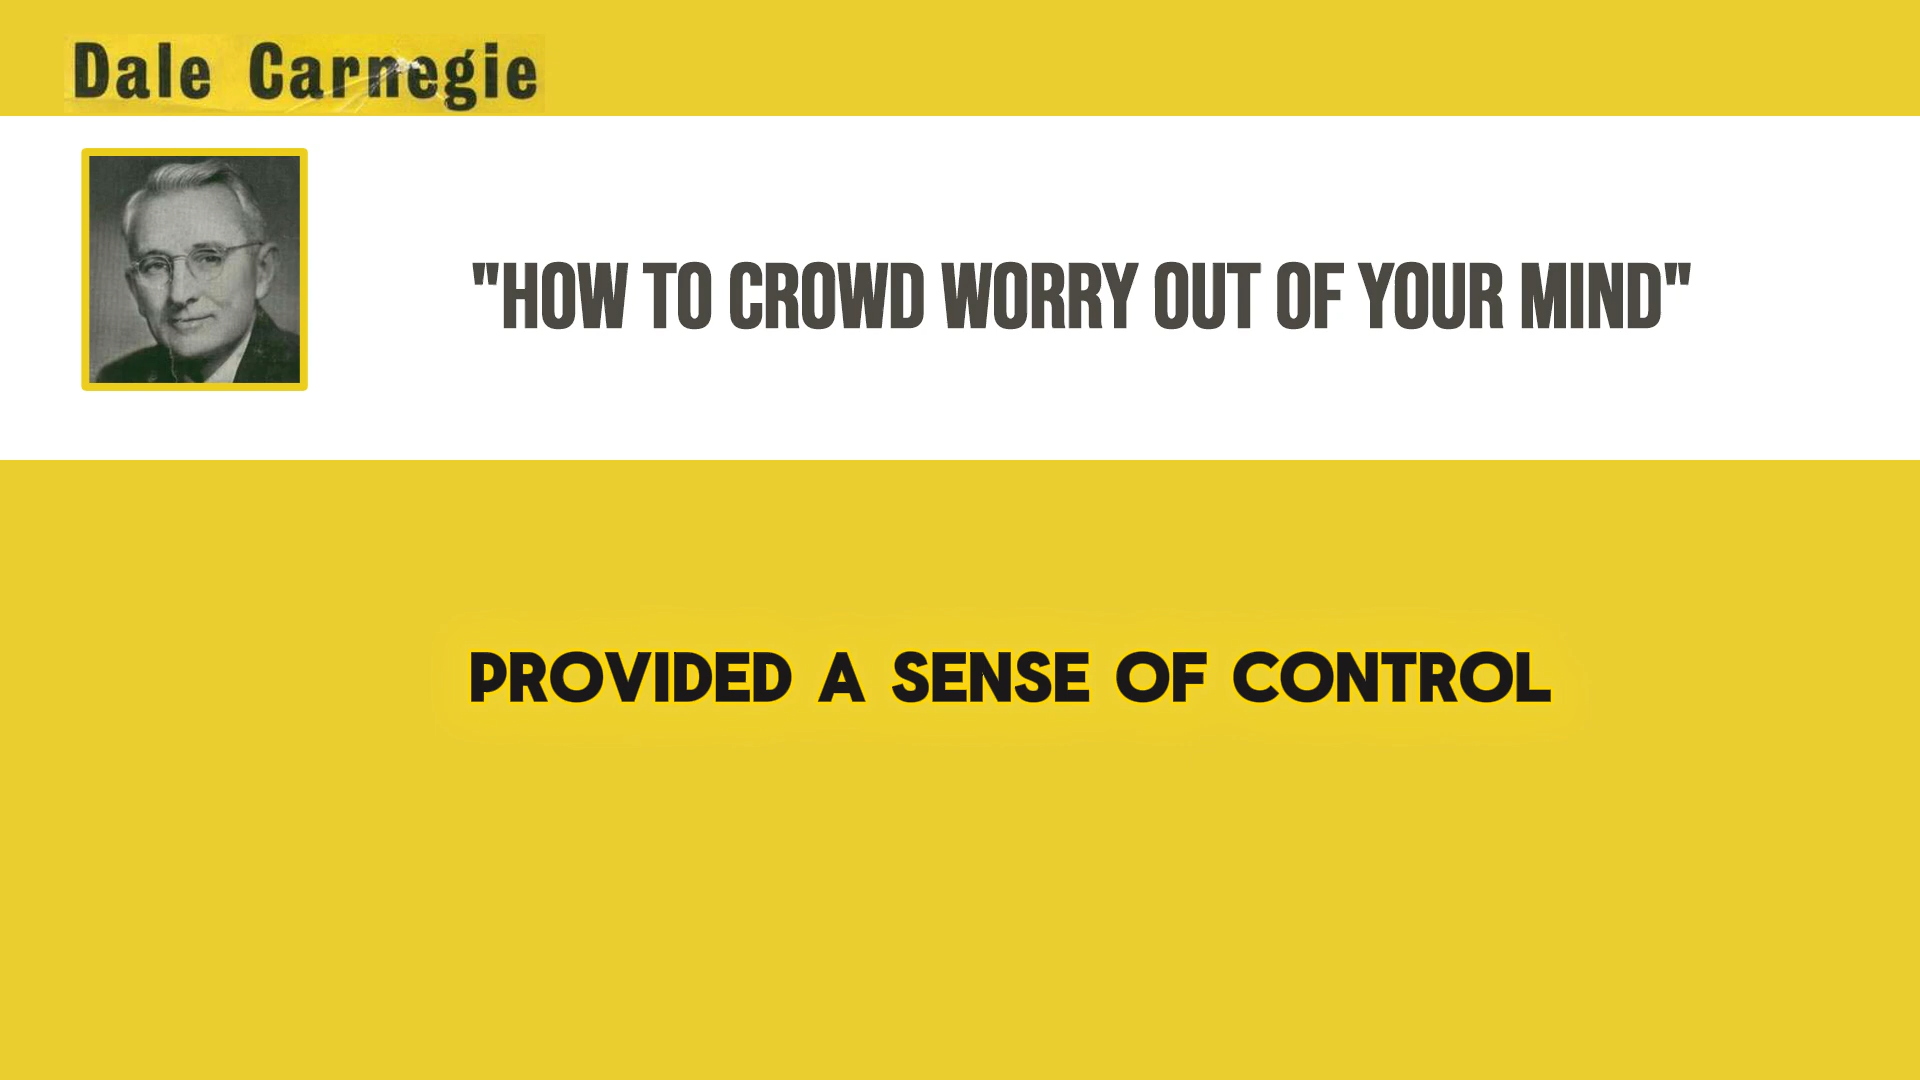 Dale Carnegie
"HOW TO CROWD WORRY OUT OF YOUR MIND"
PROVIDED A SENSE OF CONTROL